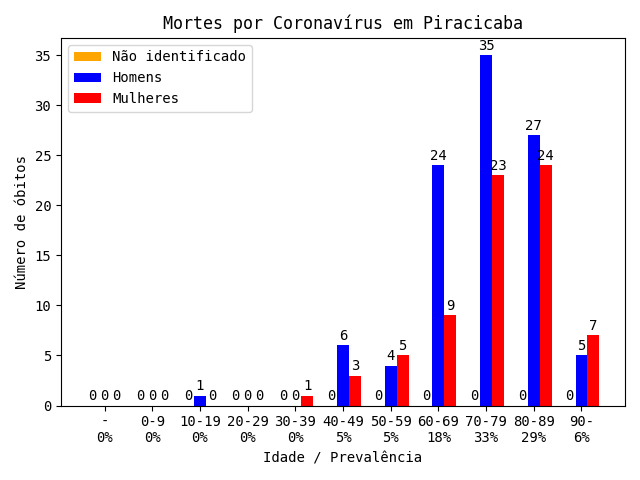 Mortes por Coronavírus em Piracicaba
Não identificado
Homens
Mulheres
Número de óbitos
35
30
25
20
15
10
5
0
0 0 0 0 0 0 0 1 0 0 0 0 0 0 1 0 6 3 0 4 5 0 24 9 0 35 23 0 27 24 0 5 7
- 0-9 10-19 20-29 30-39 40-49 50-59 60-69 70-79 80-89 90-
0% 0% 0% 0% 0% 5% 5% 18% 33% 29% 6%
Idade / Prevalência